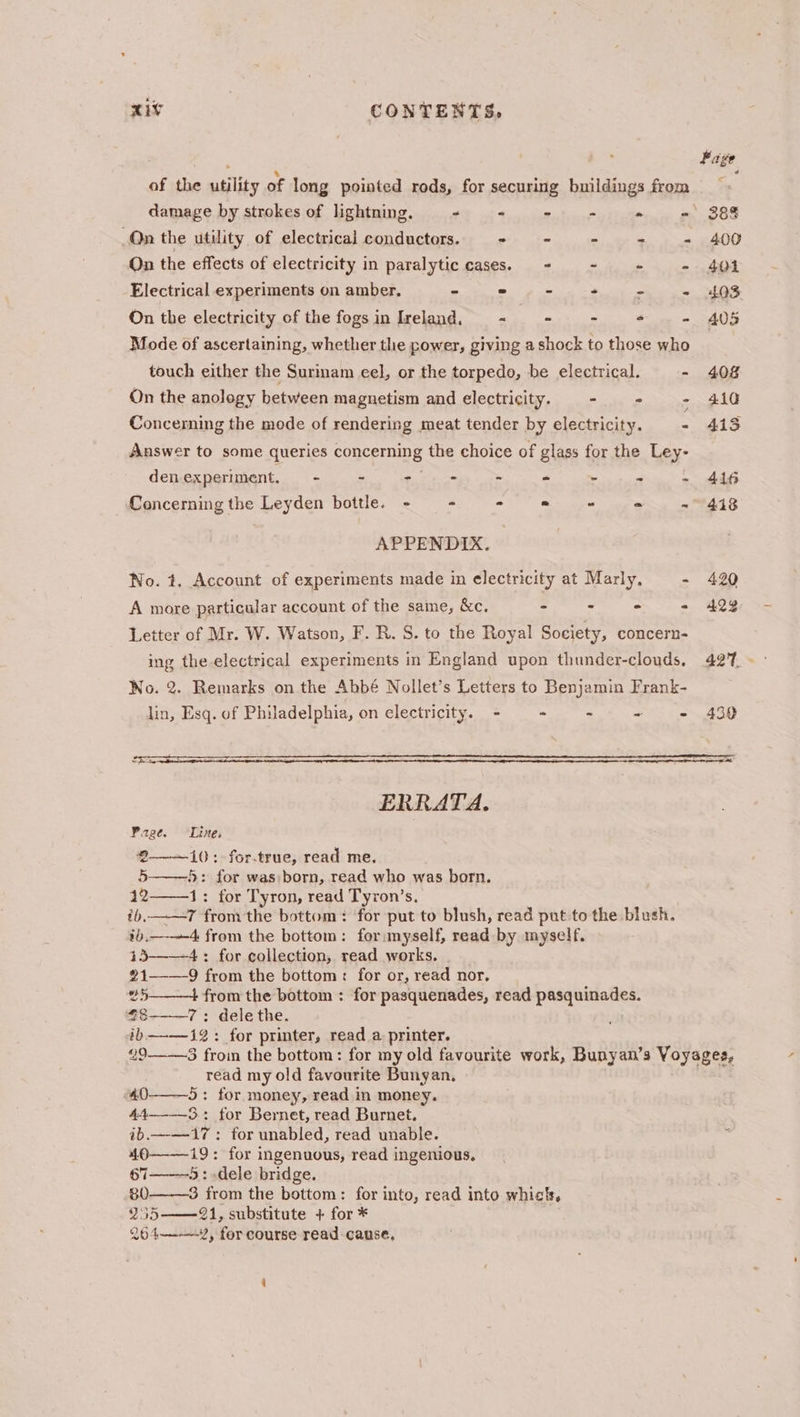 xiv CONTENTS.
Page
of the utility of long pointed rods, for securing buildings from
damage by strokes of lightning. - - - - - - 383
On the utility of electrical conductors. - - - - - 400
On the effects of electricity in paralytic cases. - - - - 401
Electrical experiments on amber. - - - - - - 403
On the electricity of the fogs in Ireland. - - - - - 405
Mode of ascertaining, whether the power, giving a shock to those who
touch either the Surinam eel, or the torpedo, be electrical. - 408
On the anology between magnetism and electricity. - - - 410
Concerning the mode of rendering meat tender by electricity. - 413
Answer to some queries concerning the choice of glass for the Ley-
den experiment. - - - - - - - - - 416
Concerning the Leyden bottle. - - - - - - - 418
APPENDIX.
No. 1. Account of experiments made in electricity at Marly. - 420
A more particular account of the same, &c. - - - - 422
Letter of Mr. W. Watson, F. R. S. to the Royal Society, concern-
ing the electrical experiments in England upon thunder-clouds. 427
No. 2. Remarks on the Abbé Nollet's Letters to Benjamin Frank-
lin, Esq. of Philadelphia, on electricity. - - - - - 430
ERRATA.
Page. Line.
2——10: for true, read me.
5——5: for was born, read who was born.
12——1: for Tyron, read Tyron's.
ib.——7 from the bottom: for put to blush, read put to the blush.
ib.——4 from the bottom: for myself, read by myself.
15——4: for collection, read works.
21——9 from the bottom: for or, read nor.
25——4 from the bottom: for pasquenades, read pasquinades.
28——7: dele the.
ib——12: for printer, read a printer.
29——3 from the bottom: for my old favourite work, Bunyan's Voyages,
read my old favourite Bunyan.
40——5: for money, read in money.
44——3: for Bernet, read Burnet.
ib.——17: for unabled, read unable.
40——19: for ingenuous, read ingenious.
67——5: dele bridge.
80——3 from the bottom: for into, read into which.
255——21, substitute + for *
264——2, for course read cause.